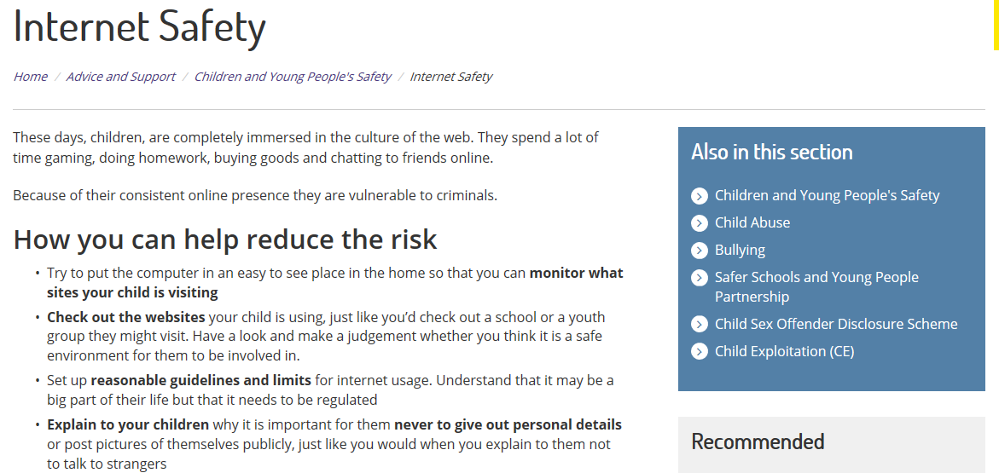 Internet Safety
Home / Advice and Support / Children and Young People's Safety / Internet Safety
These days, children, are completely immersed in the culture of the web. They spend a lot of
time gaming, doing homework, buying goods and chatting to friends online.
Because of their consistent online presence they are vulnerable to criminals.
How you can help reduce the risk
• Try to put the computer in an easy to see place in the home so that you can monitor what
sites your child is visiting
• Check out the websites your child is using, just like you’d check out a school or a youth
group they might visit. Have a look and make a judgement whether you think it is a safe
environment for them to be involved in.
• Set up reasonable guidelines and limits for internet usage. Understand that it may be a
big part of their life but that it needs to be regulated
• Explain to your children why it is important for them never to give out personal details
or post pictures of themselves publicly, just like you would when you explain to them not
to talk to strangers
Also in this section
Children and Young People's Safety
Child Abuse
Bullying
Safer Schools and Young People
Partnership
Child Sex Offender Disclosure Scheme
Child Exploitation (CE)
Recommended